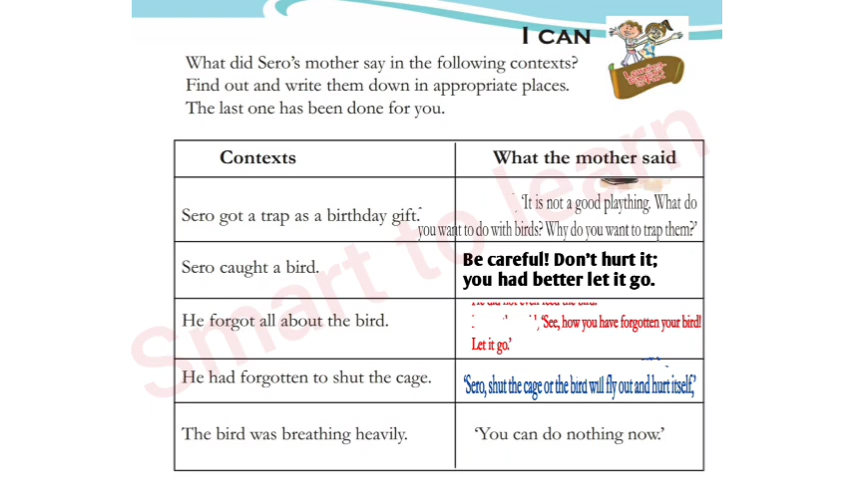 I CAN
What did Sero's mother say in the following contexts?
Find out and write them down in appropriate places.
The last one has been done for you.
Contexts
What the mother said
Sero got a trap as a birthday gift.
'It is not a good plaything. What do
you want to do with birds? Why do you want to trap them?'
Sero caught a bird.
Be careful! Don't hurt it;
you had better let it go.
He forgot all about the bird.
'See, how you have forgotten your bird!
Let it go.'
He had forgotten to shut the cage.
'Sero, shut the cage or the bird will fly out and hurt itself,'
The bird was breathing heavily.
'You can do nothing now.'
Smart to learn